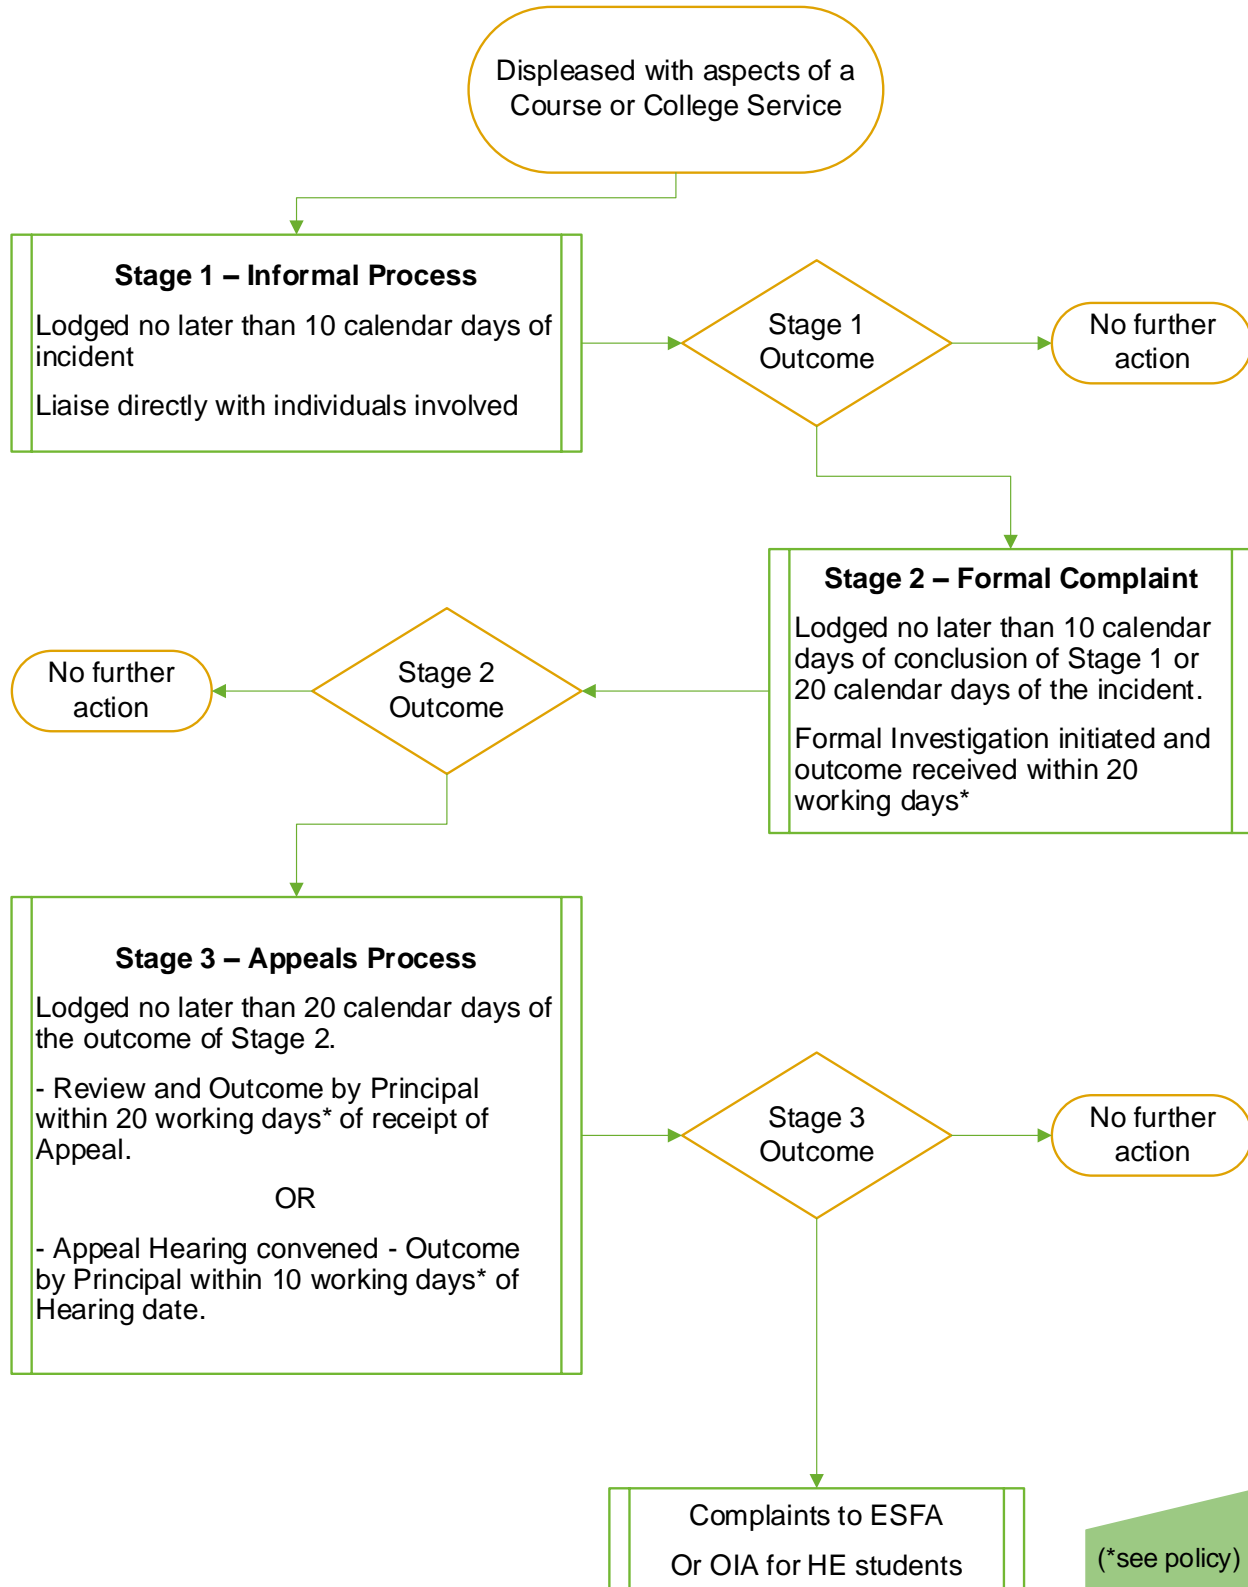 Displeased with aspects of a
Course or College Service
Stage 1 – Informal Process
Lodged no later than 10 calendar days of
incident
Liaise directly with individuals involved
Stage 1
Outcome
No further
action
Stage 2 – Formal Complaint
Lodged no later than 10 calendar
days of conclusion of Stage 1 or
20 calendar days of the incident.
Formal Investigation initiated and
outcome received within 20
working days*
Stage 2
Outcome
No further
action
Stage 3 – Appeals Process
Lodged no later than 20 calendar days of
the outcome of Stage 2.
- Review and Outcome by Principal
within 20 working days* of receipt of
Appeal.
OR
- Appeal Hearing convened - Outcome
by Principal within 10 working days* of
Hearing date.
Stage 3
Outcome
No further
action
Complaints to ESFA
Or OIA for HE students
(*see policy)